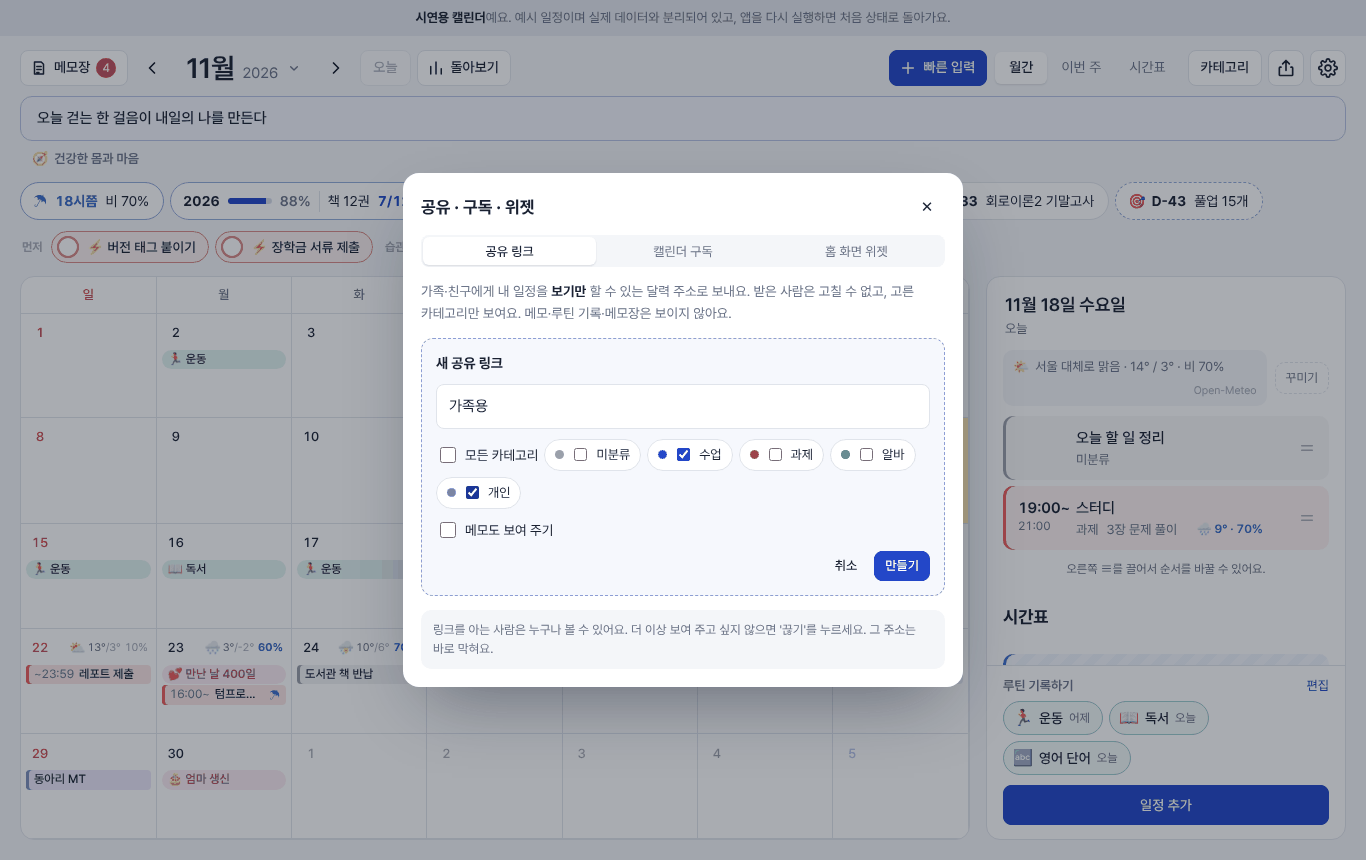 시연용 캘린더예요. 예시 일정이며 실제 데이터와 분리되어 있고, 앱을 다시 실행하면 처음 상태로 돌아가요.
메모장 4
11월 2026
오늘
돌아보기
빠른 입력
월간
이번 주
시간표
카테고리
오늘 걷는 한 걸음이 내일의 나를 만든다
건강한 몸과 마음
18시쯤 비 70%
2026 88% 책 12권 7/1
33 회로이론2 기말고사
D-43 풀업 15개
먼저
버전 태그 붙이기
장학금 서류 제출
습관
일 월 화
1 2 3
운동
8 9 10
15 16 17
운동
독서
운동
22 13°/3° 10%
~23:59 레포트 제출
23 3°/-2° 60%
만난 날 400일
16:00~ 텀프로...
24 10°/6° 70
도서관 책 반납
29 30 1 2 3 4 5
동아리 MT
엄마 생신
공유 · 구독 · 위젯
공유 링크
캘린더 구독
홈 화면 위젯
가족·친구에게 내 일정을 보기만 할 수 있는 달력 주소로 보내요. 받은 사람은 고칠 수 없고, 고른
카테고리만 보여요. 메모·루틴 기록·메모장은 보이지 않아요.
새 공유 링크
가족용
모든 카테고리 미분류 수업 과제 알바
개인
메모도 보여 주기
취소
만들기
링크를 아는 사람은 누구나 볼 수 있어요. 더 이상 보여 주고 싶지 않으면 '끊기'를 누르세요. 그 주소는
바로 막혀요.
11월 18일 수요일
오늘
서울 대체로 맑음 · 14° / 3° · 비 70%
Open-Meteo
꾸미기
오늘 할 일 정리
미분류
19:00~ 스터디
21:00 과제 3장 문제 풀이 9° · 70%
오른쪽 ≡를 끌어서 순서를 바꿀 수 있어요.
시간표
루틴 기록하기
편집
운동 어제
독서 오늘
abc 영어 단어 오늘
일정 추가